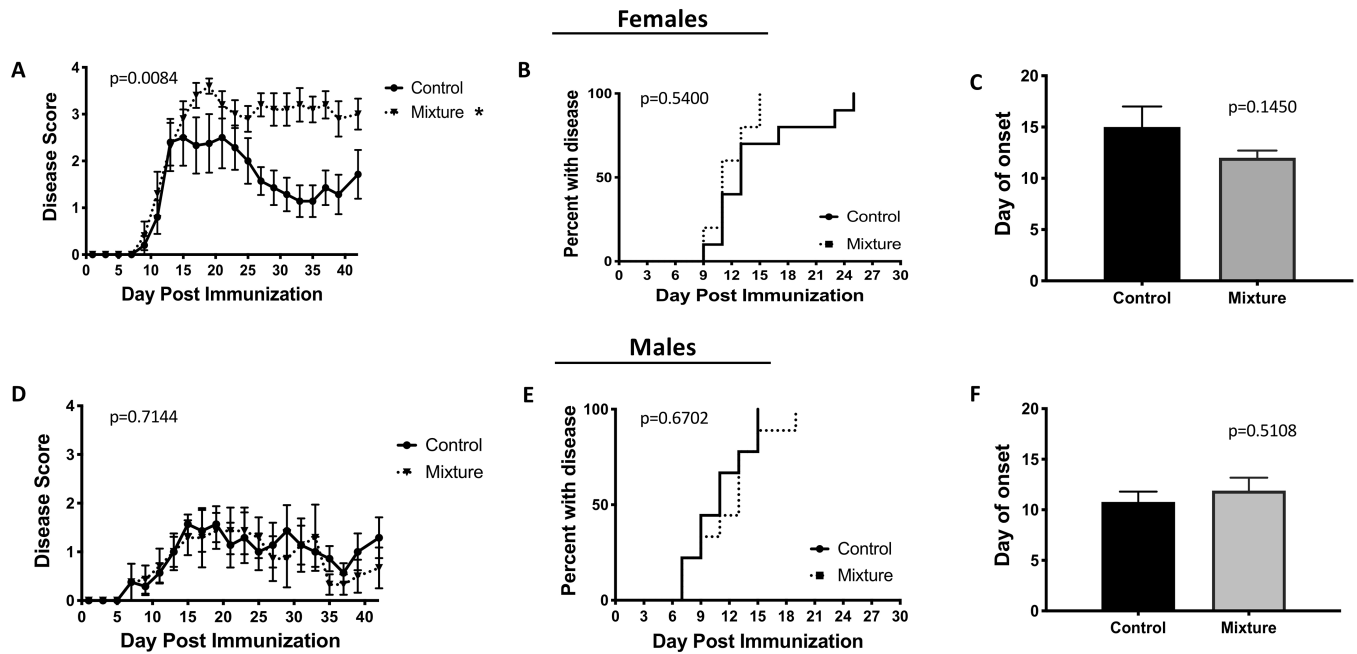 Females
A
p=0.0084
Control
Mixture *
4
3
2
1
0
Disease Score
0 5 10 15 20 25 30 35 40
Day Post Immunization
B
p=0.5400
100
50
0
Percent with disease
Control
Mixture
0 3 6 9 12 15 18 21 24 27 30
Day Post Immunization
C
p=0.1450
20
15
10
5
0
Day of onset
Control Mixture
Males
D
p=0.7144
Control
Mixture
4
3
2
1
0
Disease Score
0 5 10 15 20 25 30 35 40
Day Post Immunization
E
p=0.6702
100
50
0
Percent with disease
Control
Mixture
0 3 6 9 12 15 18 21 24 27 30
Day Post Immunization
F
p=0.5108
20
15
10
5
0
Day of onset
Control Mixture